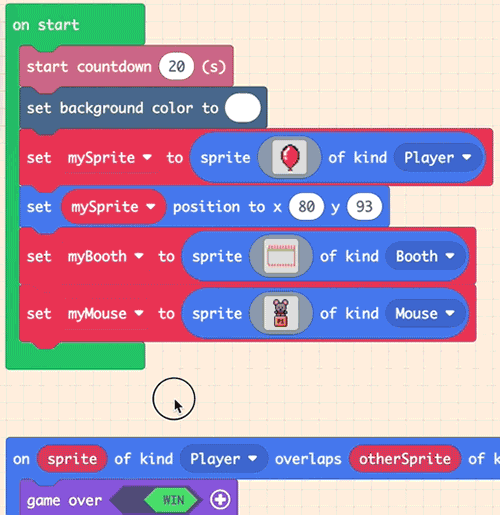 on start
start countdown 20 (s)
set background color to
set mySprite to sprite of kind Player
set mySprite position to x 80 y 93
set myBooth to sprite of kind Booth
set myMouse to sprite of kind Mouse
on sprite of kind Player overlaps otherSprite of k
game over WIN